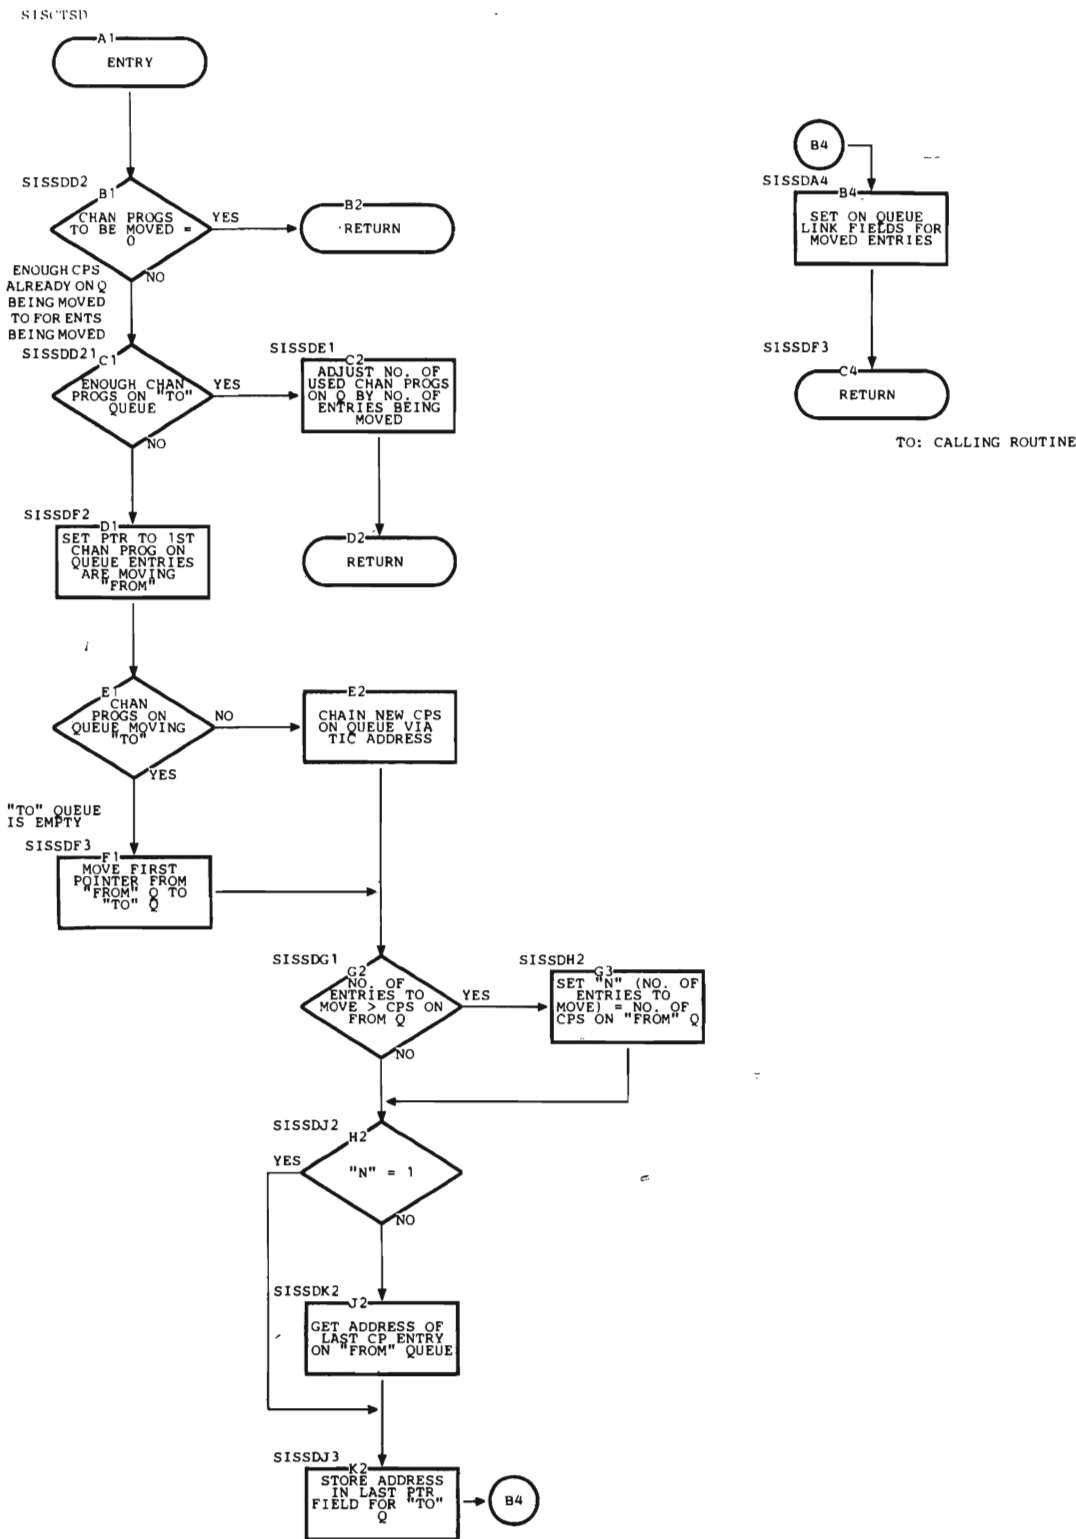 SISCTSD
A1
ENTRY
SISSDD2
B1
CHAN PROGS
TO BE MOVED =
0
YES
NO
B2
RETURN
ENOUGH CPS
ALREADY ON Q
BEING MOVED
TO FOR ENTS
BEING MOVED
SISSDD21
C1
ENOUGH CHAN
PROGS ON "TO"
QUEUE
YES
NO
SISSDE1
C2
ADJUST NO. OF
USED CHAN PROGS
ON Q BY NO. OF
ENTRIES BEING
MOVED
D2
RETURN
SISSDF2
D1
SET PTR TO 1ST
CHAN PROG ON
QUEUE ENTRIES
ARE MOVING
"FROM"
E1
CHAN
PROGS ON
QUEUE MOVING
"TO"
NO
YES
E2
CHAIN NEW CPS
ON QUEUE VIA
TIC ADDRESS
"TO" QUEUE
IS EMPTY
SISSDF3
F1
MOVE FIRST
POINTER FROM
"FROM" Q TO
"TO" Q
SISSDG1
G2
NO. OF
ENTRIES TO
MOVE > CPS ON
FROM Q
YES
NO
SISSDH2
G3
SET "N" (NO. OF
ENTRIES TO
MOVE) = NO. OF
CPS ON "FROM" Q
SISSDJ2
H2
YES
"N" = 1
NO
SISSDK2
J2
GET ADDRESS OF
LAST CP ENTRY
ON "FROM" QUEUE
SISSDJ3
K2
STORE ADDRESS
IN LAST PTR
FIELD FOR "TO"
Q
B4
B4
SISSDA4
B4
SET ON QUEUE
LINK FIELDS FOR
MOVED ENTRIES
SISSDF3
C4
RETURN
TO: CALLING ROUTINE